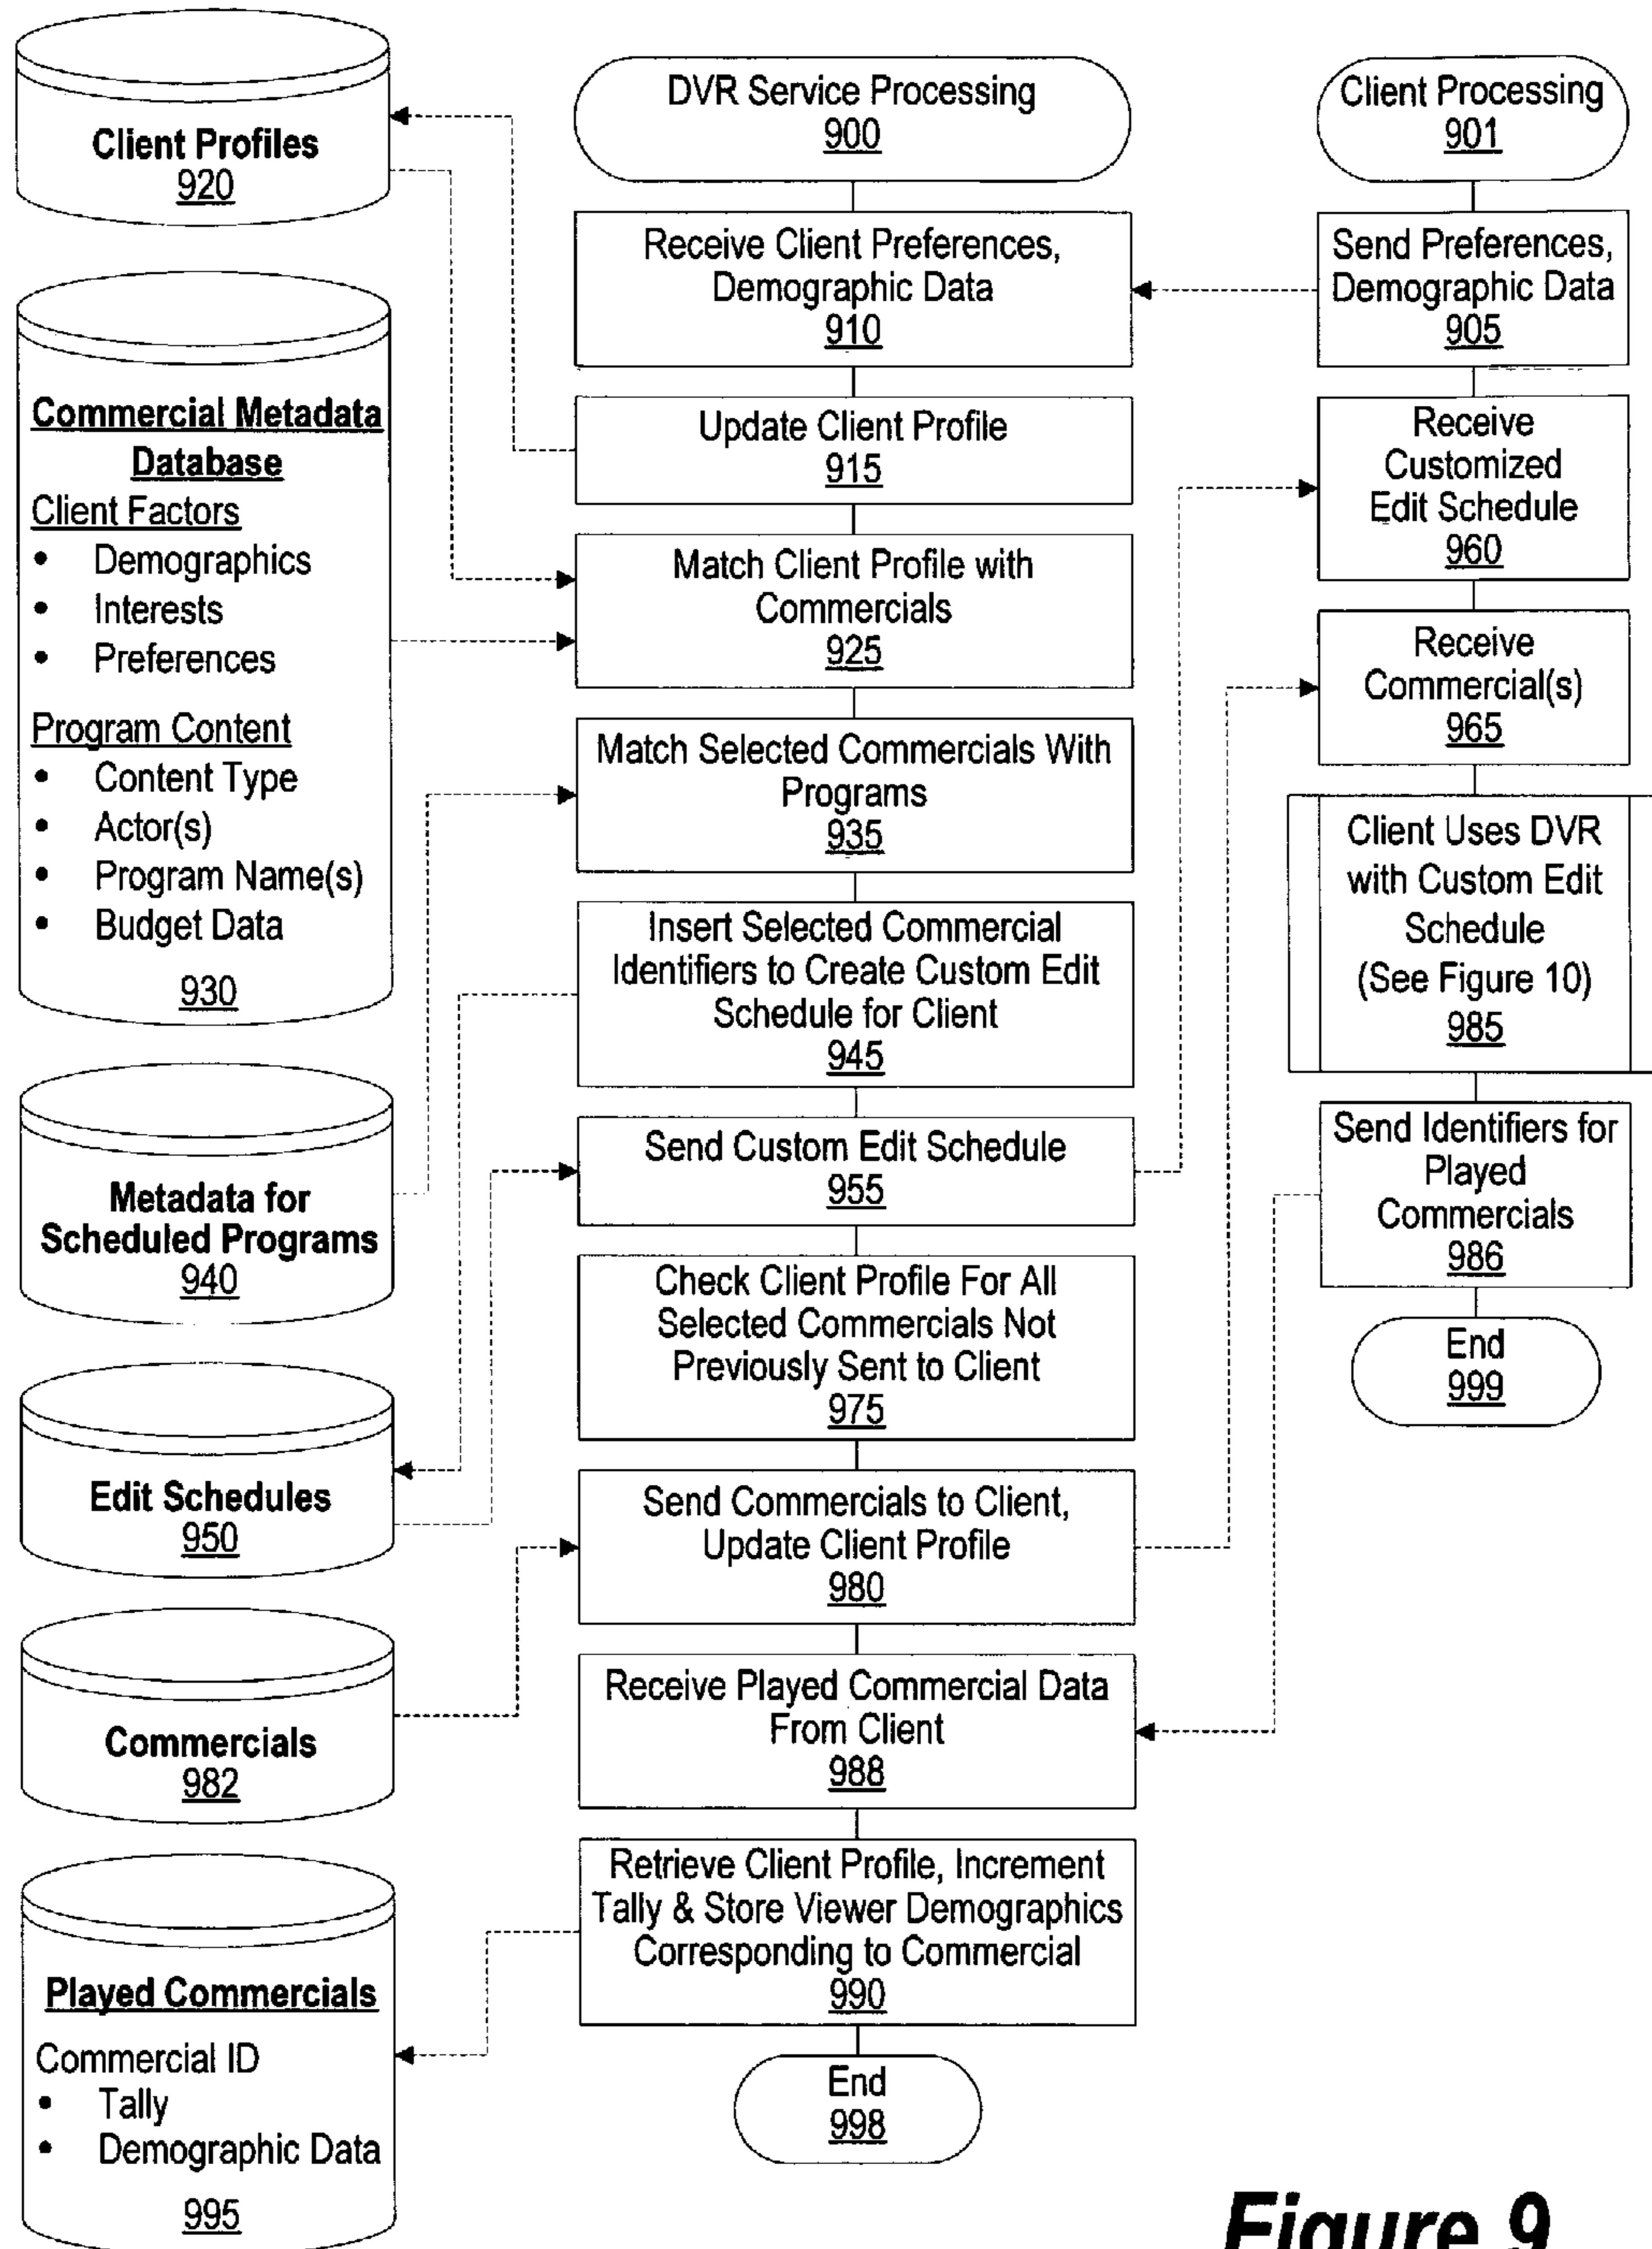 Client Profiles
920
Commercial Metadata
Database
Client Factors
• Demographics
• Interests
• Preferences
Program Content
• Content Type
• Actor(s)
• Program Name(s)
• Budget Data
930
Metadata for
Scheduled Programs
940
Edit Schedules
950
Commercials
982
Played Commercials
Commercial ID
• Tally
• Demographic Data
995
DVR Service Processing
900
Receive Client Preferences,
Demographic Data
910
Update Client Profile
915
Match Client Profile with
Commercials
925
Match Selected Commercials With
Programs
935
Insert Selected Commercial
Identifiers to Create Custom Edit
Schedule for Client
945
Send Custom Edit Schedule
955
Check Client Profile For All
Selected Commercials Not
Previously Sent to Client
975
Send Commercials to Client,
Update Client Profile
980
Receive Played Commercial Data
From Client
988
Retrieve Client Profile, Increment
Tally & Store Viewer Demographics
Corresponding to Commercial
990
End
998
Client Processing
901
Send Preferences,
Demographic Data
905
Receive
Customized
Edit Schedule
960
Receive
Commercial(s)
965
Client Uses DVR
with Custom Edit
Schedule
(See Figure 10)
985
Send Identifiers for
Played
Commercials
986
End
999
Figure 9